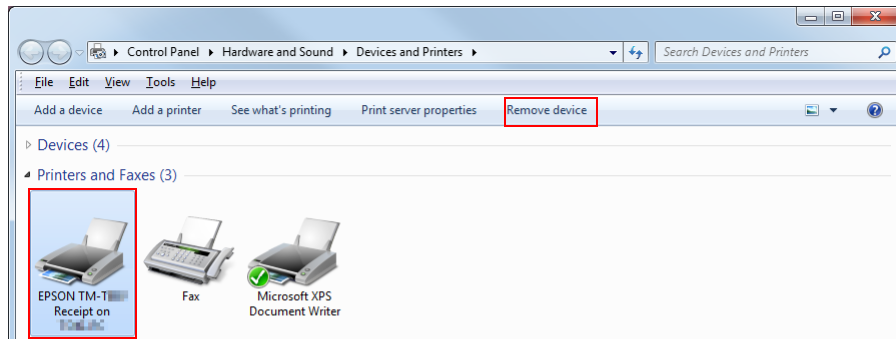 Control Panel Hardware and Sound Devices and Printers Search Devices and Printers
File Edit View Tools Help
Add a device Add a printer See what's printing Print server properties Remove device
Devices (4)
Printers and Faxes (3)
EPSON TM-T
Receipt on
Fax
Microsoft XPS
Document Writer